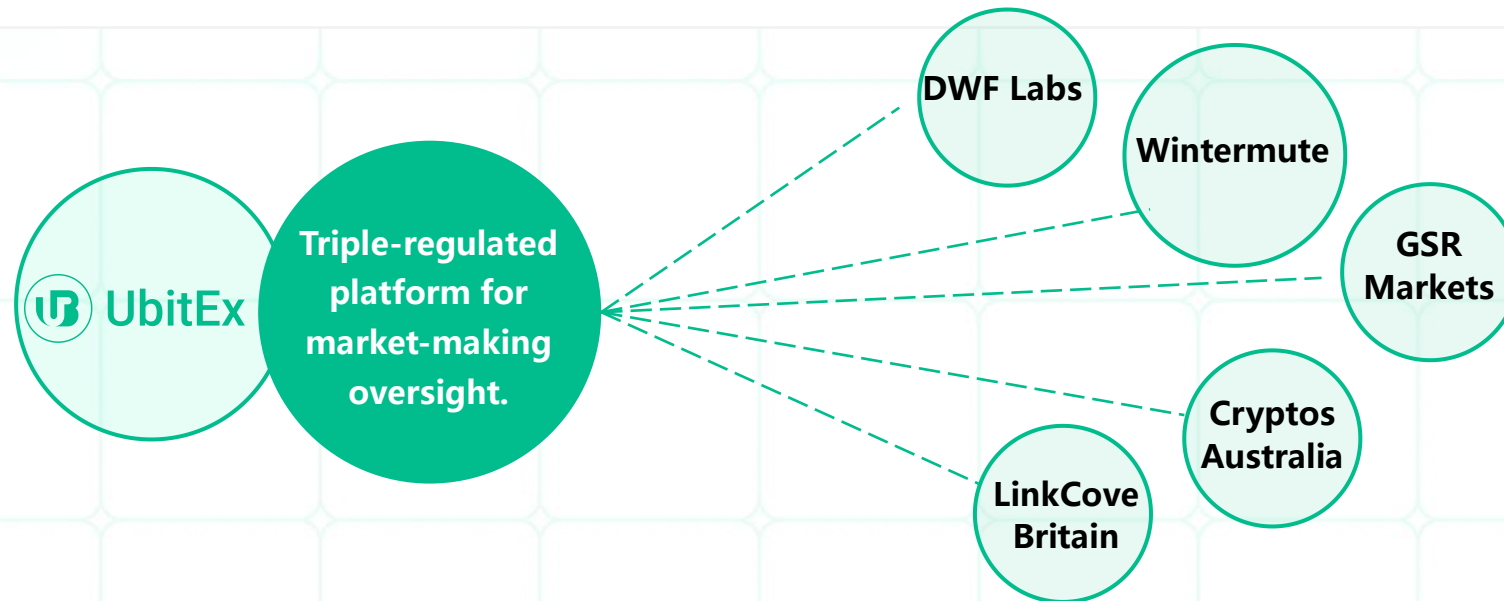 UbitEx
Triple-regulated
platform for
market-making
oversight.
DWF Labs
Wintermute
GSR
Markets
Cryptos
Australia
LinkCove
Britain